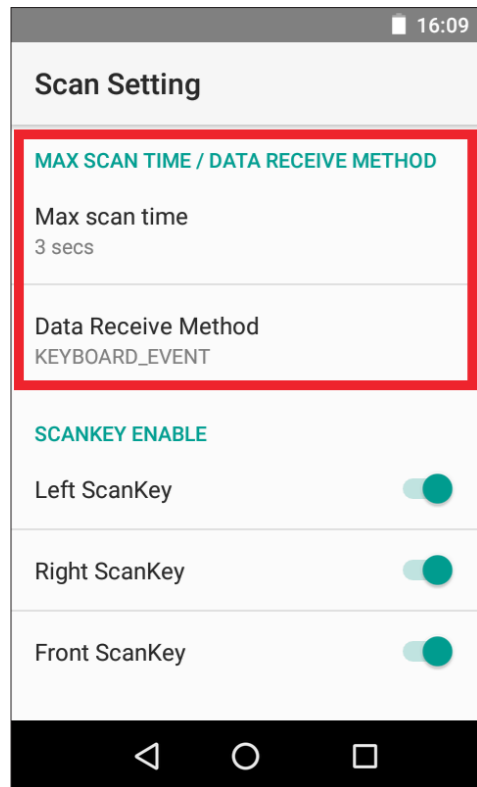 16:09
Scan Setting
MAX SCAN TIME / DATA RECEIVE METHOD
Max scan time
3 secs
Data Receive Method
KEYBOARD_EVENT
SCANKEY ENABLE
Left ScanKey
Right ScanKey
Front ScanKey